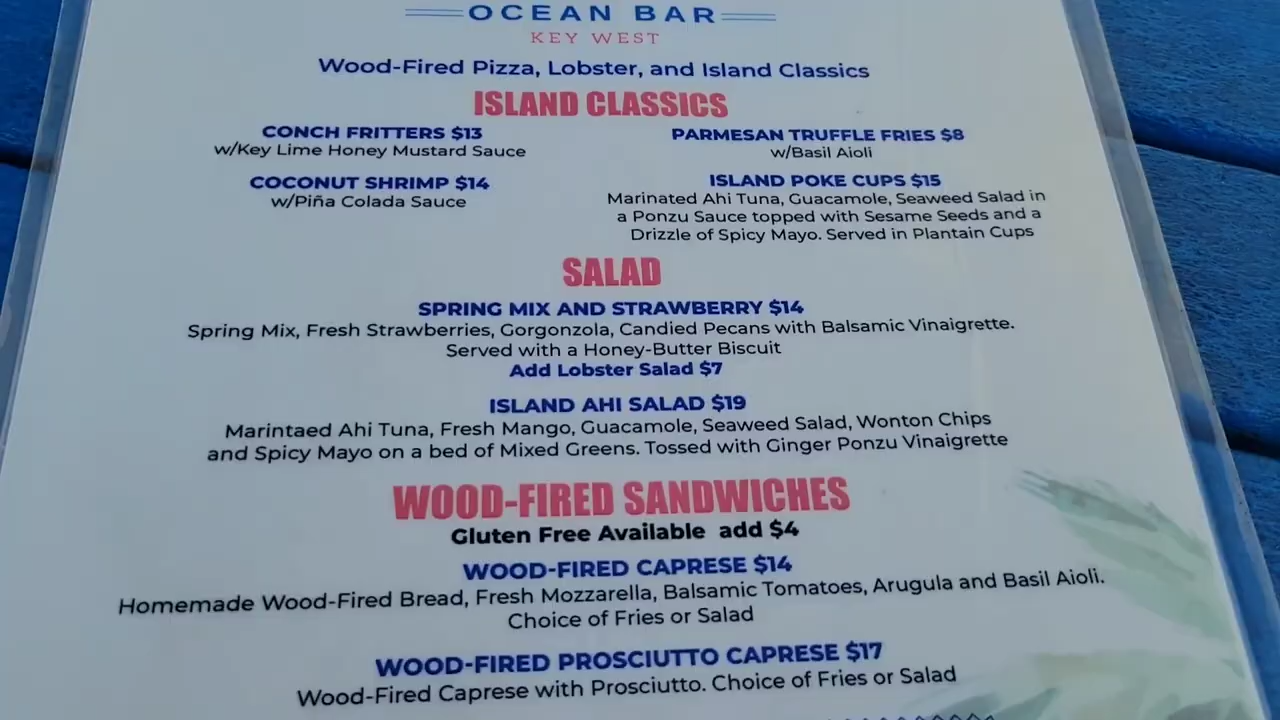 OCEAN BAR
KEY WEST
Wood-Fired Pizza, Lobster, and Island Classics
ISLAND CLASSICS
CONCH FRITTERS $13
w/Key Lime Honey Mustard Sauce
PARMESAN TRUFFLE FRIES $8
w/Basil Aioli
COCONUT SHRIMP $14
w/Piña Colada Sauce
ISLAND POKE CUPS $15
Marinated Ahi Tuna, Guacamole, Seaweed Salad in
a Ponzu Sauce topped with Sesame Seeds and a
Drizzle of Spicy Mayo. Served in Plantain Cups
SALAD
SPRING MIX AND STRAWBERRY $14
Spring Mix, Fresh Strawberries, Gorgonzola, Candied Pecans with Balsamic Vinaigrette.
Served with a Honey-Butter Biscuit
Add Lobster Salad $7
ISLAND AHI SALAD $19
Marintaed Ahi Tuna, Fresh Mango, Guacamole, Seaweed Salad, Wonton Chips
and Spicy Mayo on a bed of Mixed Greens. Tossed with Ginger Ponzu Vinaigrette
WOOD-FIRED SANDWICHES
Gluten Free Available add $4
WOOD-FIRED CAPRESE $14
Homemade Wood-Fired Bread, Fresh Mozzarella, Balsamic Tomatoes, Arugula and Basil Aioli.
Choice of Fries or Salad
WOOD-FIRED PROSCIUTTO CAPRESE $17
Wood-Fired Caprese with Prosciutto. Choice of Fries or Salad